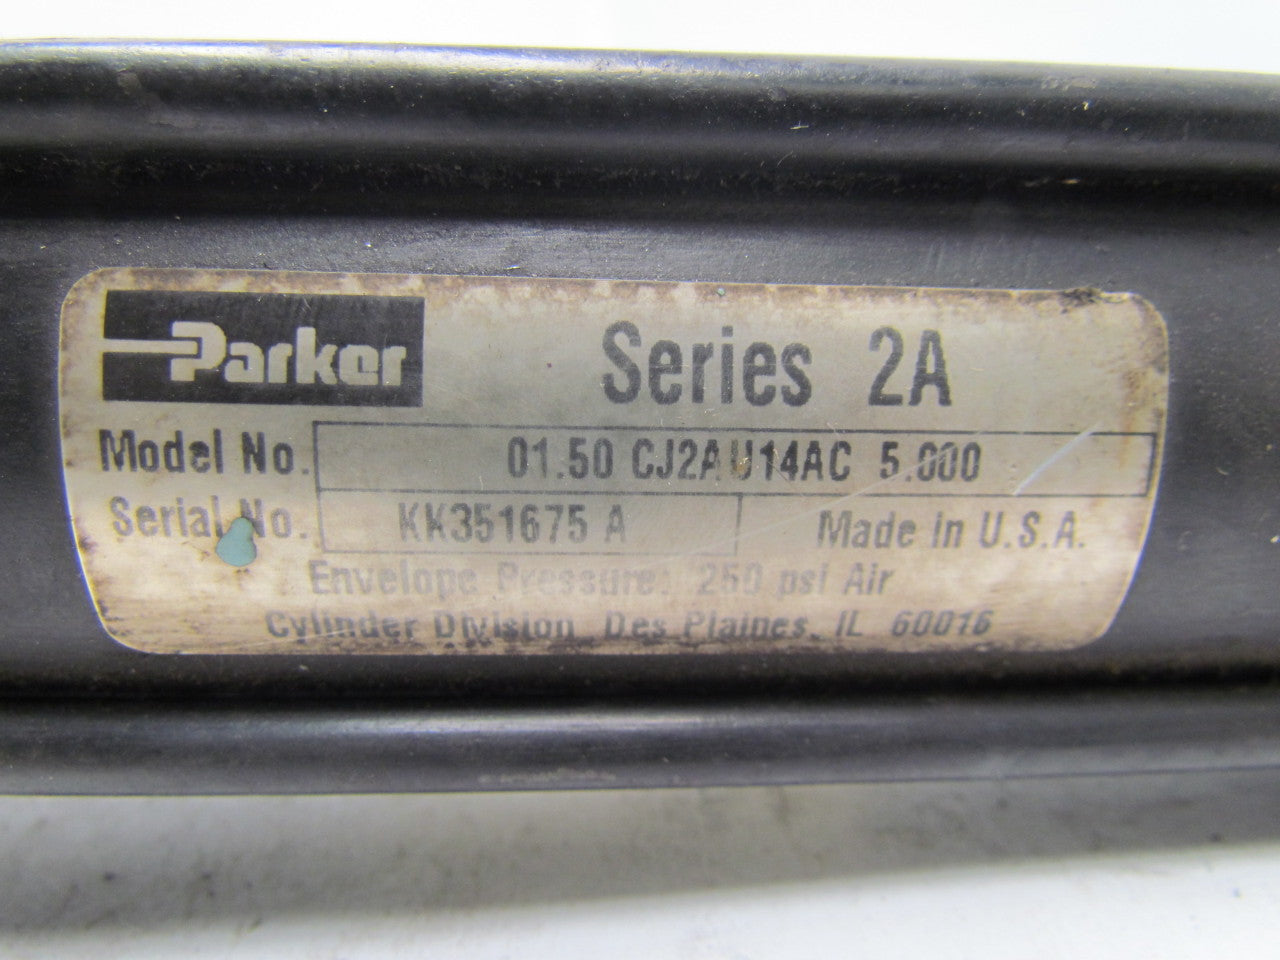 Parker
Series 2A
Model No. 01.50 CJ2AU14AC 5.000
Serial No. KK351675 A Made in U.S.A.
Envelope Pressure: 250 psi Air
Cylinder Division Des Plaines, IL 60016